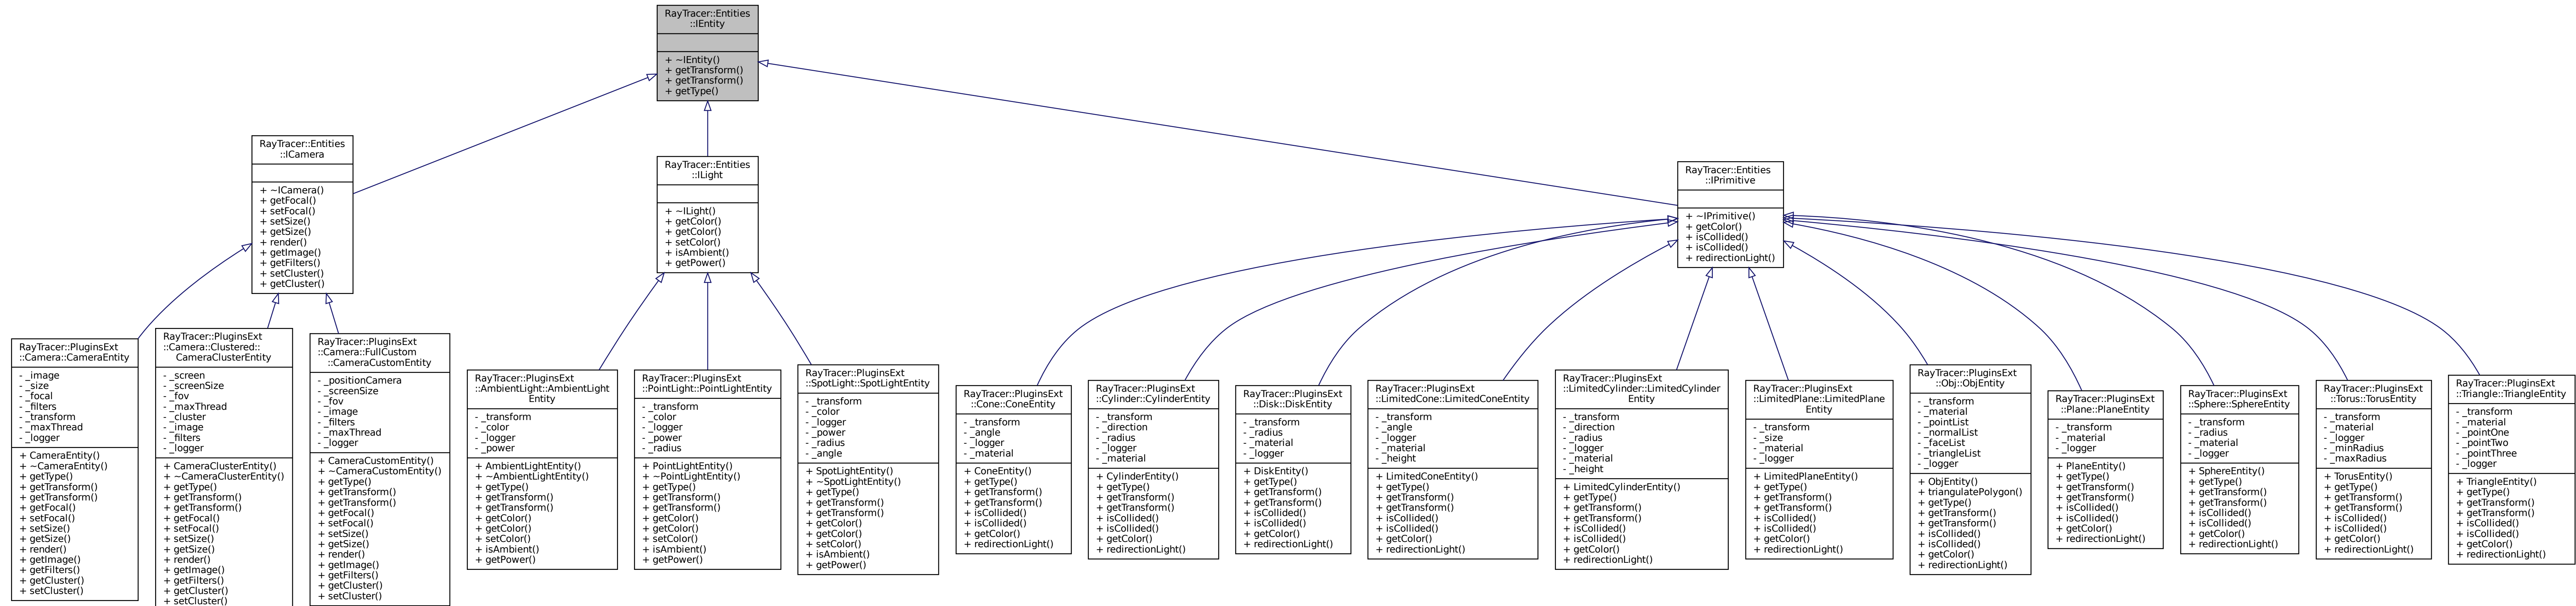 RayTracer::Entities
::IEntity
+ ~IEntity()
+ getTransform()
+ getTransform()
+ getType()
RayTracer::Entities
::ICamera
+ ~ICamera()
+ getFocal()
+ setFocal()
+ setSize()
+ getSize()
+ render()
+ getImage()
+ getFilters()
+ setCluster()
+ getCluster()
RayTracer::Entities
::ILight
+ ~ILight()
+ getColor()
+ getColor()
+ setColor()
+ isAmbient()
+ getPower()
RayTracer::Entities
::IPrimitive
+ ~IPrimitive()
+ getColor()
+ isCollided()
+ isCollided()
+ redirectionLight()
RayTracer::PluginsExt
::Camera::CameraEntity
- _image
- _size
- _focal
- _filters
- _transform
- _maxThread
- _logger
+ CameraEntity()
+ ~CameraEntity()
+ getType()
+ getTransform()
+ getTransform()
+ getFocal()
+ setFocal()
+ setSize()
+ getSize()
+ render()
+ getImage()
+ getFilters()
+ getCluster()
+ setCluster()
RayTracer::PluginsExt
::Camera::Clustered::
CameraClusterEntity
- _screen
- _screenSize
- _fov
- _maxThread
- _cluster
- _image
- _filters
- _logger
+ CameraClusterEntity()
+ ~CameraClusterEntity()
+ getType()
+ getTransform()
+ getTransform()
+ getFocal()
+ setFocal()
+ setSize()
+ getSize()
+ render()
+ getImage()
+ getFilters()
+ getCluster()
+ setCluster()
RayTracer::PluginsExt
::Camera::FullCustom
::CameraCustomEntity
- _positionCamera
- _screenSize
- _fov
- _image
- _filters
- _maxThread
- _logger
+ CameraCustomEntity()
+ ~CameraCustomEntity()
+ getType()
+ getTransform()
+ getTransform()
+ getFocal()
+ setFocal()
+ setSize()
+ getSize()
+ render()
+ getImage()
+ getFilters()
+ getCluster()
+ setCluster()
RayTracer::PluginsExt
::AmbientLight::AmbientLight
Entity
- _transform
- _color
- _logger
- _power
+ AmbientLightEntity()
+ ~AmbientLightEntity()
+ getType()
+ getTransform()
+ getTransform()
+ getColor()
+ getColor()
+ setColor()
+ isAmbient()
+ getPower()
RayTracer::PluginsExt
::PointLight::PointLightEntity
- _transform
- _color
- _logger
- _power
- _radius
+ PointLightEntity()
+ ~PointLightEntity()
+ getType()
+ getTransform()
+ getTransform()
+ getColor()
+ getColor()
+ setColor()
+ isAmbient()
+ getPower()
RayTracer::PluginsExt
::SpotLight::SpotLightEntity
- _transform
- _color
- _logger
- _power
- _radius
- _angle
+ SpotLightEntity()
+ ~SpotLightEntity()
+ getType()
+ getTransform()
+ getTransform()
+ getColor()
+ getColor()
+ setColor()
+ isAmbient()
+ getPower()
RayTracer::PluginsExt
::Cone::ConeEntity
- _transform
- _angle
- _logger
- _material
+ ConeEntity()
+ getType()
+ getTransform()
+ getTransform()
+ isCollided()
+ isCollided()
+ getColor()
+ redirectionLight()
RayTracer::PluginsExt
::Cylinder::CylinderEntity
- _transform
- _direction
- _radius
- _logger
- _material
+ CylinderEntity()
+ getType()
+ getTransform()
+ getTransform()
+ isCollided()
+ isCollided()
+ getColor()
+ redirectionLight()
RayTracer::PluginsExt
::Disk::DiskEntity
- _transform
- _radius
- _material
- _logger
+ DiskEntity()
+ getType()
+ getTransform()
+ getTransform()
+ isCollided()
+ isCollided()
+ getColor()
+ redirectionLight()
RayTracer::PluginsExt
::LimitedCone::LimitedConeEntity
- _transform
- _angle
- _logger
- _material
- _height
+ LimitedConeEntity()
+ getType()
+ getTransform()
+ getTransform()
+ isCollided()
+ isCollided()
+ getColor()
+ redirectionLight()
RayTracer::PluginsExt
::LimitedCylinder::LimitedCylinder
Entity
- _transform
- _direction
- _radius
- _logger
- _material
- _height
+ LimitedCylinderEntity()
+ getType()
+ getTransform()
+ getTransform()
+ isCollided()
+ isCollided()
+ getColor()
+ redirectionLight()
RayTracer::PluginsExt
::LimitedPlane::LimitedPlane
Entity
- _transform
- _size
- _material
- _logger
+ LimitedPlaneEntity()
+ getType()
+ getTransform()
+ getTransform()
+ isCollided()
+ isCollided()
+ getColor()
+ redirectionLight()
RayTracer::PluginsExt
::Obj::ObjEntity
- _transform
- _material
- _pointList
- _normalList
- _faceList
- _triangleList
- _logger
+ ObjEntity()
+ triangulatePolygon()
+ getType()
+ getTransform()
+ getTransform()
+ isCollided()
+ isCollided()
+ getColor()
+ redirectionLight()
RayTracer::PluginsExt
::Plane::PlaneEntity
- _transform
- _material
- _logger
+ PlaneEntity()
+ getType()
+ getTransform()
+ getTransform()
+ isCollided()
+ isCollided()
+ getColor()
+ redirectionLight()
RayTracer::PluginsExt
::Sphere::SphereEntity
- _transform
- _radius
- _material
- _logger
+ SphereEntity()
+ getType()
+ getTransform()
+ getTransform()
+ isCollided()
+ isCollided()
+ getColor()
+ redirectionLight()
RayTracer::PluginsExt
::Torus::TorusEntity
- _transform
- _material
- _logger
- _minRadius
- _maxRadius
+ TorusEntity()
+ getType()
+ getTransform()
+ getTransform()
+ isCollided()
+ isCollided()
+ getColor()
+ redirectionLight()
RayTracer::PluginsExt
::Triangle::TriangleEntity
- _transform
- _material
- _pointOne
- _pointTwo
- _pointThree
- _logger
+ TriangleEntity()
+ getType()
+ getTransform()
+ getTransform()
+ isCollided()
+ isCollided()
+ getColor()
+ redirectionLight()